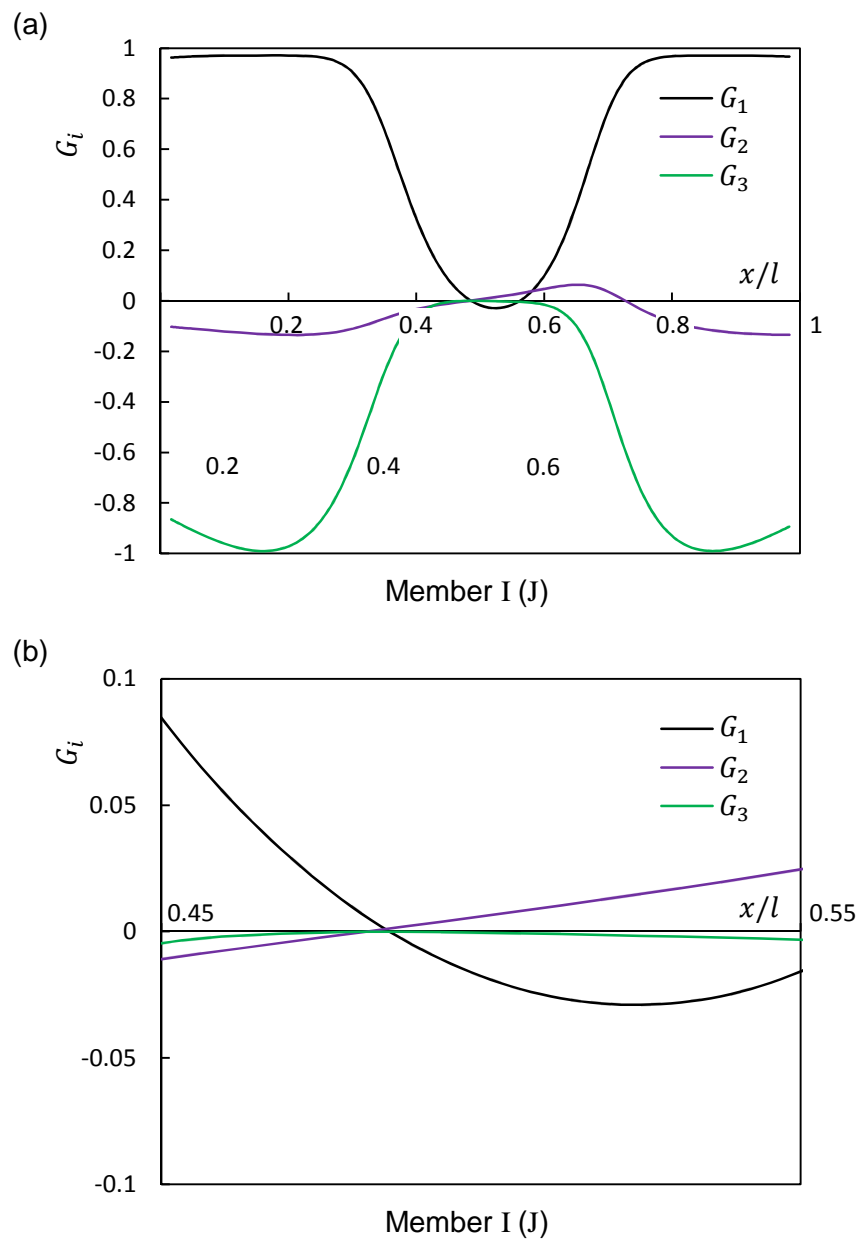 (a)
1
0.8
0.6
0.4
0.2
0
-0.2
-0.4
-0.6
-0.8
-1
G_i
G_1
G_2
G_3
x/l
0.2 0.4 0.6 0.8 1
0.2 0.4 0.6
Member I (J)
(b)
0.1
0.05
0
-0.05
-0.1
G_i
G_1
G_2
G_3
0.45 x/l 0.55
Member I (J)